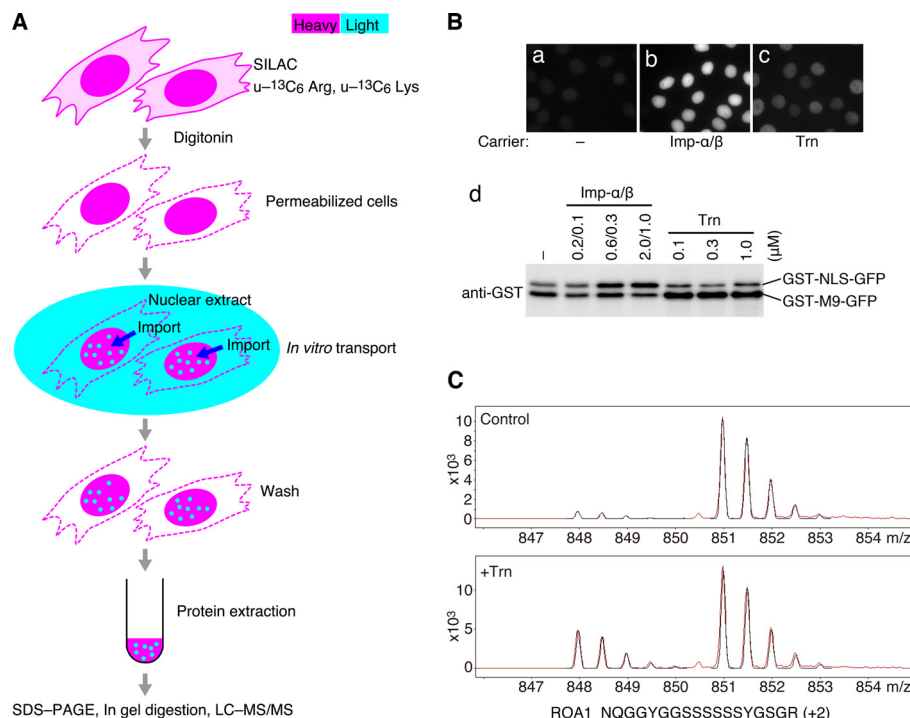 A
Heavy Light
SILAC
u–13C6 Arg, u–13C6 Lys
Digitonin
Permeabilized cells
Nuclear extract
Import
Import
In vitro transport
Wash
Protein extraction
SDS–PAGE, In gel digestion, LC–MS/MS
B
a b c
Carrier: – Imp-α/β Trn
d
Imp-α/β
Trn
– 0.2/0.1 0.6/0.3 2.0/1.0 0.1 0.3 1.0 (μM)
anti-GST
GST-NLS-GFP
GST-M9-GFP
C
Control
x10³
10
8
6
4
2
0
847 848 849 850 851 852 853 854 m/z
+Trn
x10³
10
5
0
847 848 849 850 851 852 853 854 m/z
ROA1 NQGGYGGSSSSSSYGSGR (+2)